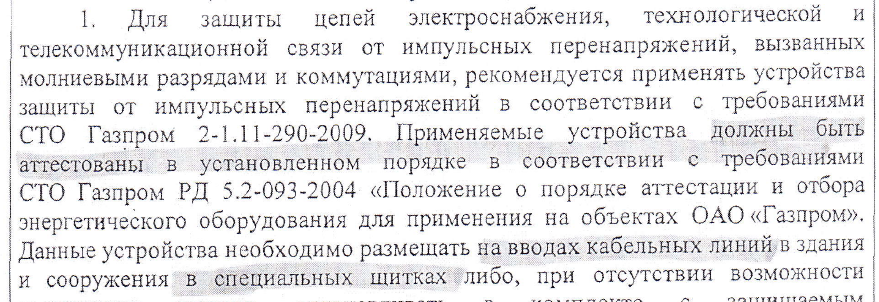 1. Для защиты цепей электроснабжения, технологической и
телекоммуникационной связи от импульсных перенапряжений, вызванных
молниевыми разрядами и коммутациями, рекомендуется применять устройства
защиты от импульсных перенапряжений в соответствии с требованиями
СТО Газпром 2-1.11-290-2009. Применяемые устройства должны быть
аттестованы в установленном порядке в соответствии с требованиями
СТО Газпром РД 5.2-093-2004 «Положение о порядке аттестации и отбора
энергетического оборудования для применения на объектах ОАО «Газпром».
Данные устройства необходимо размещать на вводах кабельных линий в здания
и сооружения в специальных щитках либо, при отсутствии возможности
в комплекте с защищаемым